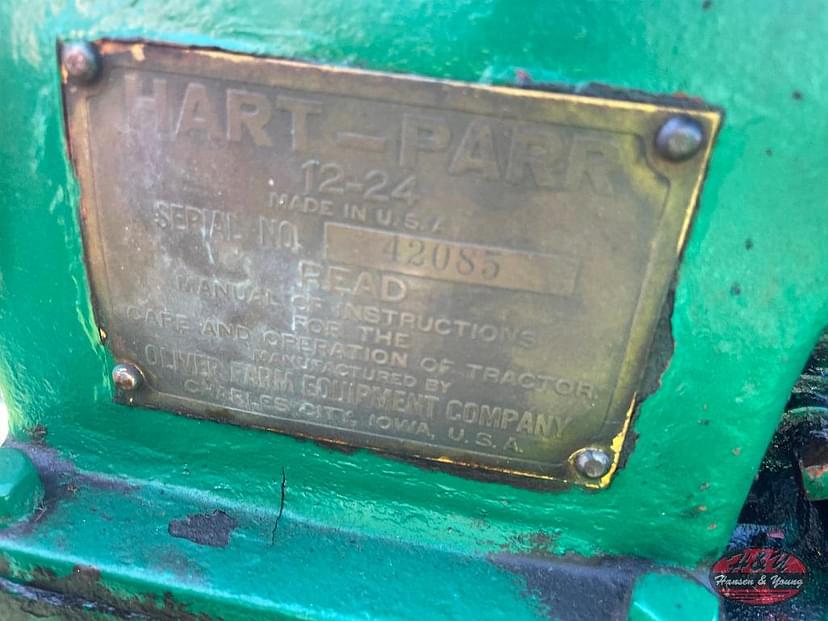 HART-PARR
12-24
MADE IN U.S.A
SERIAL NO. 42085
READ
MANUAL OF INSTRUCTIONS
FOR THE
CARE AND OPERATION OF TRACTOR
MANUFACTURED BY
OLIVER FARM EQUIPMENT COMPANY
CHARLES CITY, IOWA, U.S.A.
H&Y
Hansen & Young